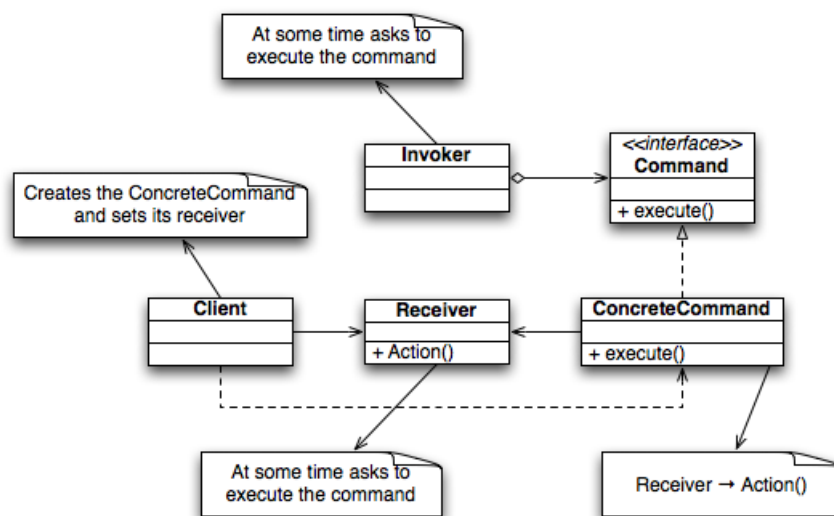 At some time asks to
execute the command
Invoker
<<interface>>
Command
+ execute()
Creates the ConcreteCommand
and sets its receiver
Client
Receiver
+ Action()
ConcreteCommand
+ execute()
At some time asks to
execute the command
Receiver → Action()